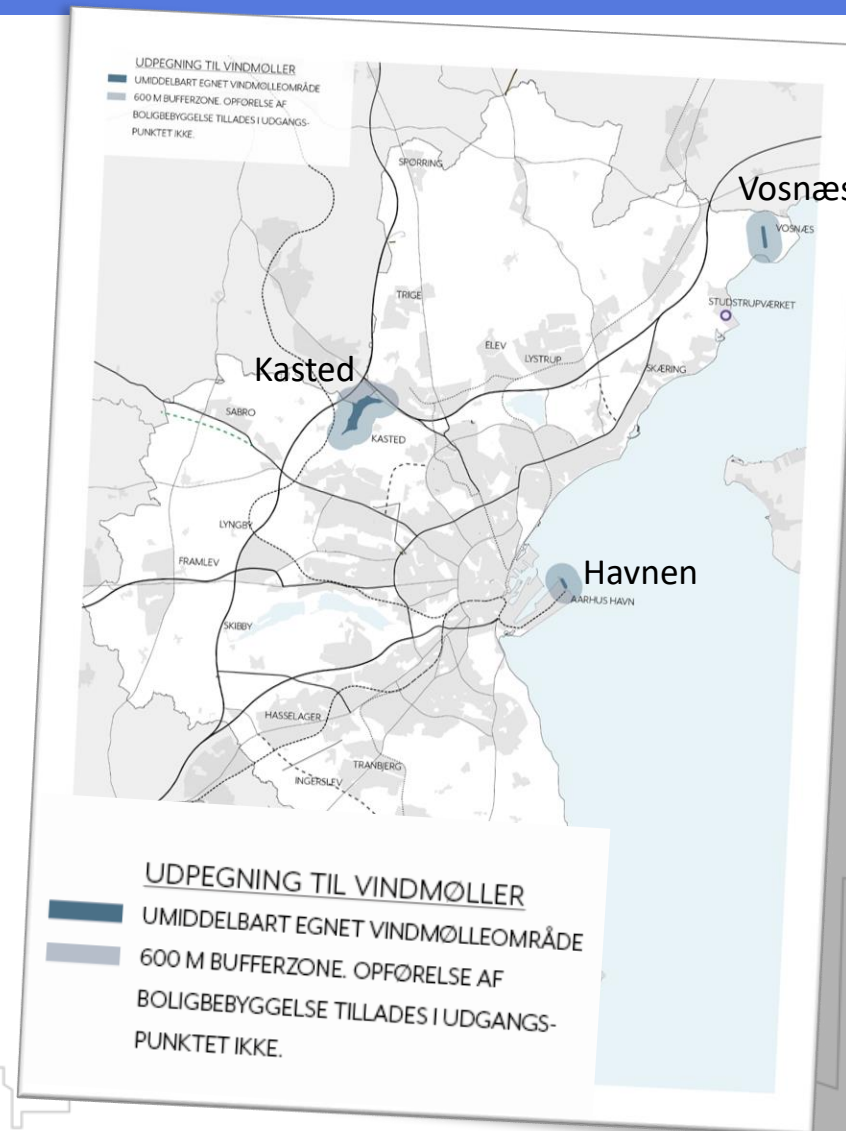 UDPEGNING TIL VINDMØLLER
UMIDDELBART EGNET VINDMØLLEOMRÅDE
600 M BUFFERZONE. OPFØRELSE AF
BOLIGBEBYGGELSE TILLADES I UDGANGS-
PUNKTET IKKE.
SPØRRING
Vosnæs
VOSNÆS
TRIGE
STUDSTRUPVÆRKET
ELEV
LYSTRUP
Kasted
SKÆRING
SABRO
KASTED
LYNGBY
FRAMLEV
Havnen
AARHUS HAVN
SKIBBY
HASSELAGER
TRANBJERG
INGERSLEV
UDPEGNING TIL VINDMØLLER
UMIDDELBART EGNET VINDMØLLEOMRÅDE
600 M BUFFERZONE. OPFØRELSE AF
BOLIGBEBYGGELSE TILLADES I UDGANGS-
PUNKTET IKKE.